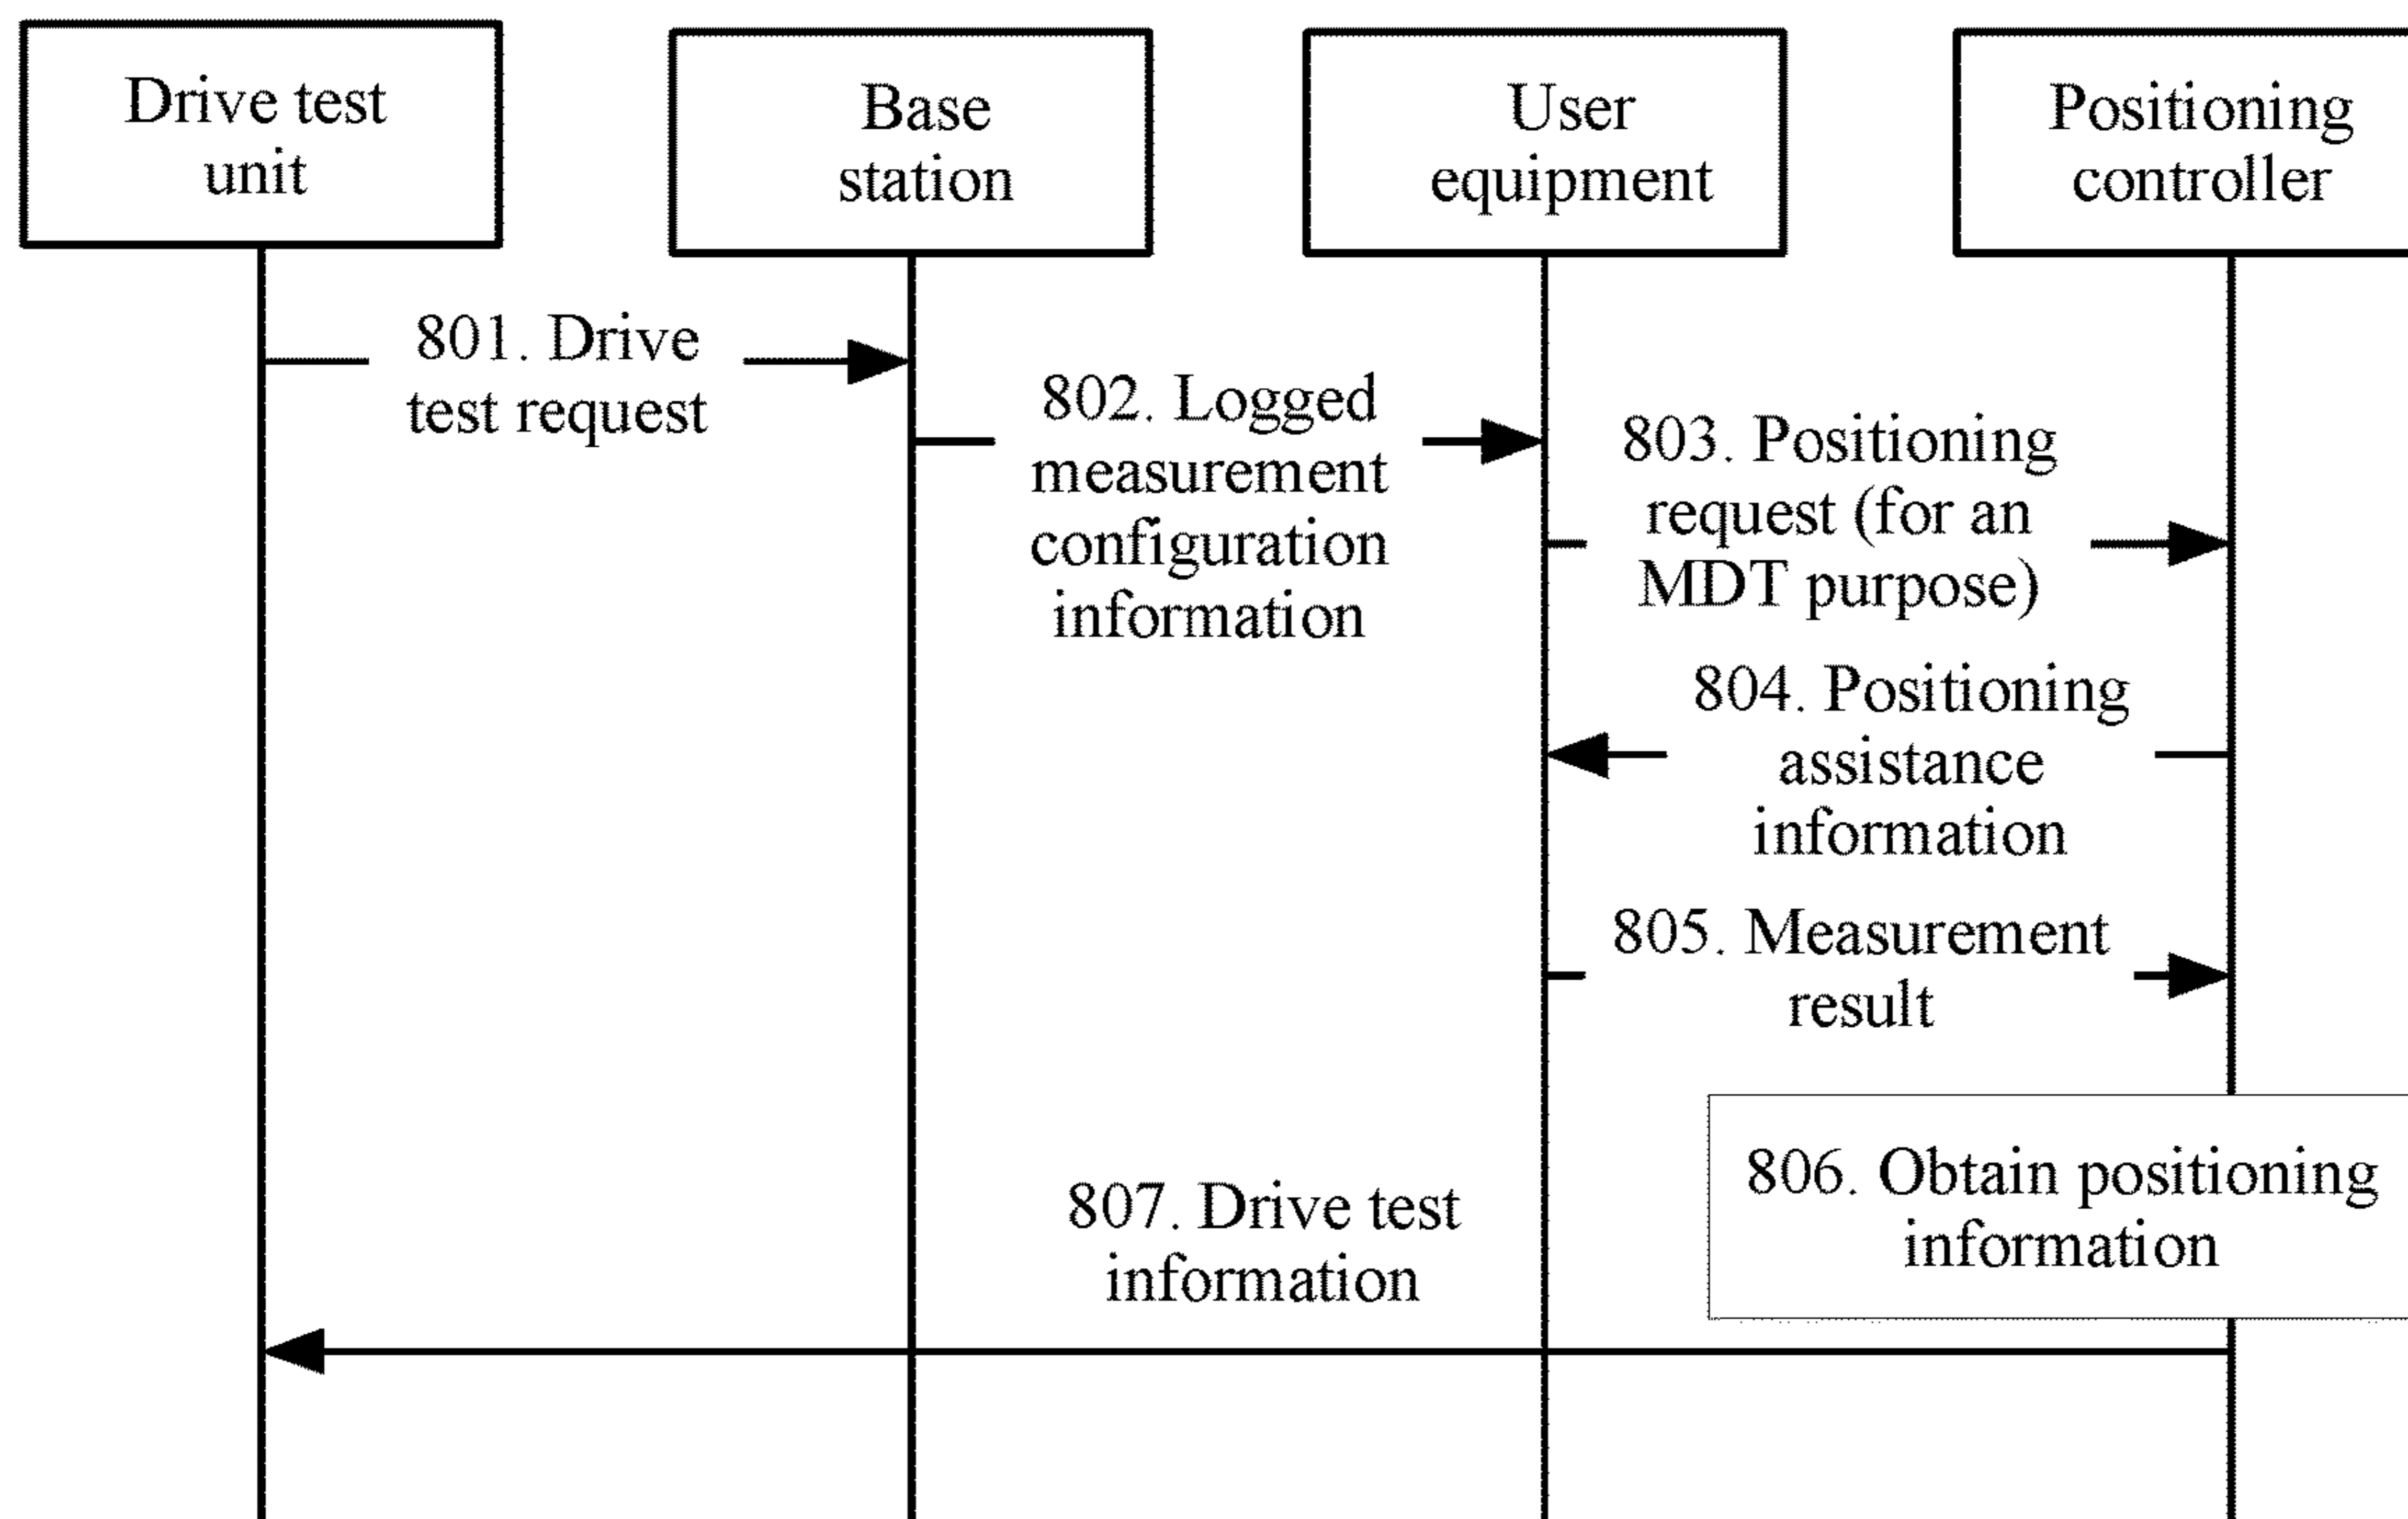 Drive test
unit
Base
station
User
equipment
Positioning
controller
801. Drive
test request
802. Logged
measurement
configuration
information
803. Positioning
request (for an
MDT purpose)
804. Positioning
assistance
information
805. Measurement
result
806. Obtain positioning
information
807. Drive test
information